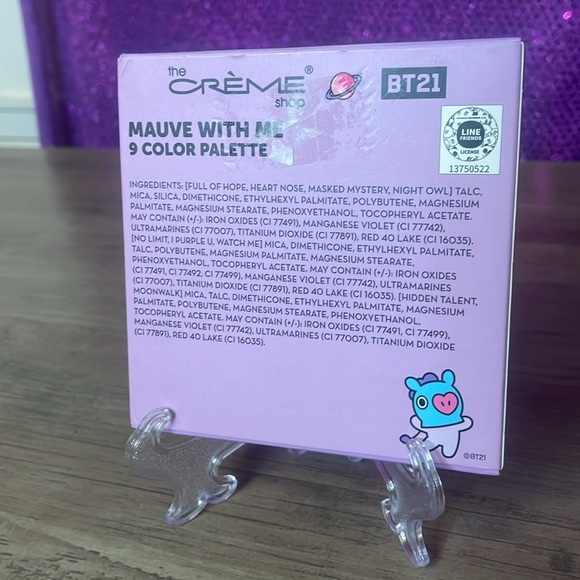 the
CRÈME®
shop
BT21
MAUVE WITH ME
9 COLOR PALETTE
LINE
FRIENDS
LICENSE
13750522
INGREDIENTS: [FULL OF HOPE, HEART NOSE, MASKED MYSTERY, NIGHT OWL] TALC,
MICA, SILICA, DIMETHICONE, ETHYLHEXYL PALMITATE, POLYBUTENE, MAGNESIUM
PALMITATE, MAGNESIUM STEARATE, PHENOXYETHANOL, TOCOPHERYL ACETATE.
MAY CONTAIN (+/-): IRON OXIDES (CI 77491), MANGANESE VIOLET (CI 77742),
ULTRAMARINES (CI 77007), TITANIUM DIOXIDE (CI 77891), RED 40 LAKE (CI 16035).
[NO LIMIT, I PURPLE U, WATCH ME] MICA, DIMETHICONE, ETHYLHEXYL PALMITATE,
TALC, POLYBUTENE, MAGNESIUM PALMITATE, MAGNESIUM STEARATE,
PHENOXYETHANOL, TOCOPHERYL ACETATE. MAY CONTAIN (+/-): IRON OXIDES
(CI 77491, CI 77492, CI 77499), MANGANESE VIOLET (CI 77742), ULTRAMARINES
(CI 77007), TITANIUM DIOXIDE (CI 77891), RED 40 LAKE (CI 16035). [HIDDEN TALENT,
MOONWALK] MICA, TALC, DIMETHICONE, ETHYLHEXYL PALMITATE, MAGNESIUM
PALMITATE, POLYBUTENE, MAGNESIUM STEARATE, PHENOXYETHANOL,
TOCOPHERYL ACETATE. MAY CONTAIN (+/-): IRON OXIDES (CI 77491, CI 77499),
MANGANESE VIOLET (CI 77742), ULTRAMARINES (CI 77007), TITANIUM DIOXIDE
(CI 77891), RED 40 LAKE (CI 16035).
©BT21